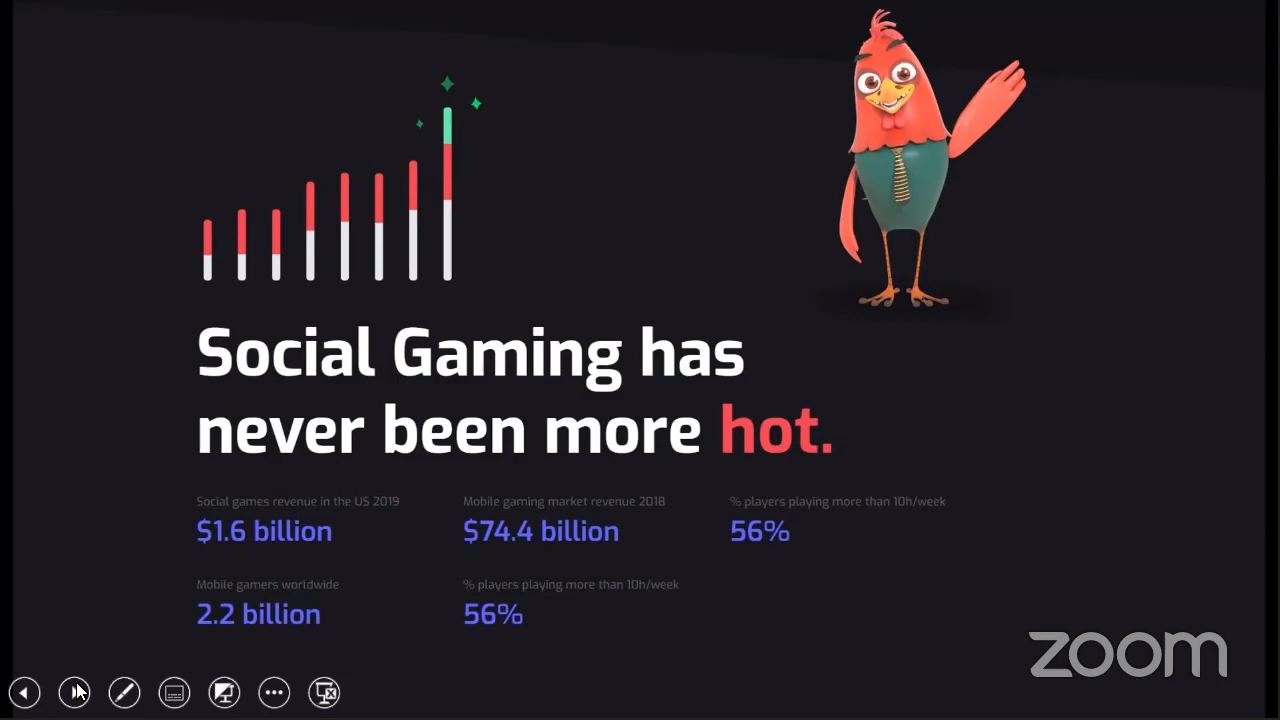 Social Gaming has
never been more hot.
Social games revenue in the US 2019
$1.6 billion
Mobile gaming market revenue 2018
$74.4 billion
% players playing more than 10h/week
56%
Mobile gamers worldwide
2.2 billion
% players playing more than 10h/week
56%
zoom